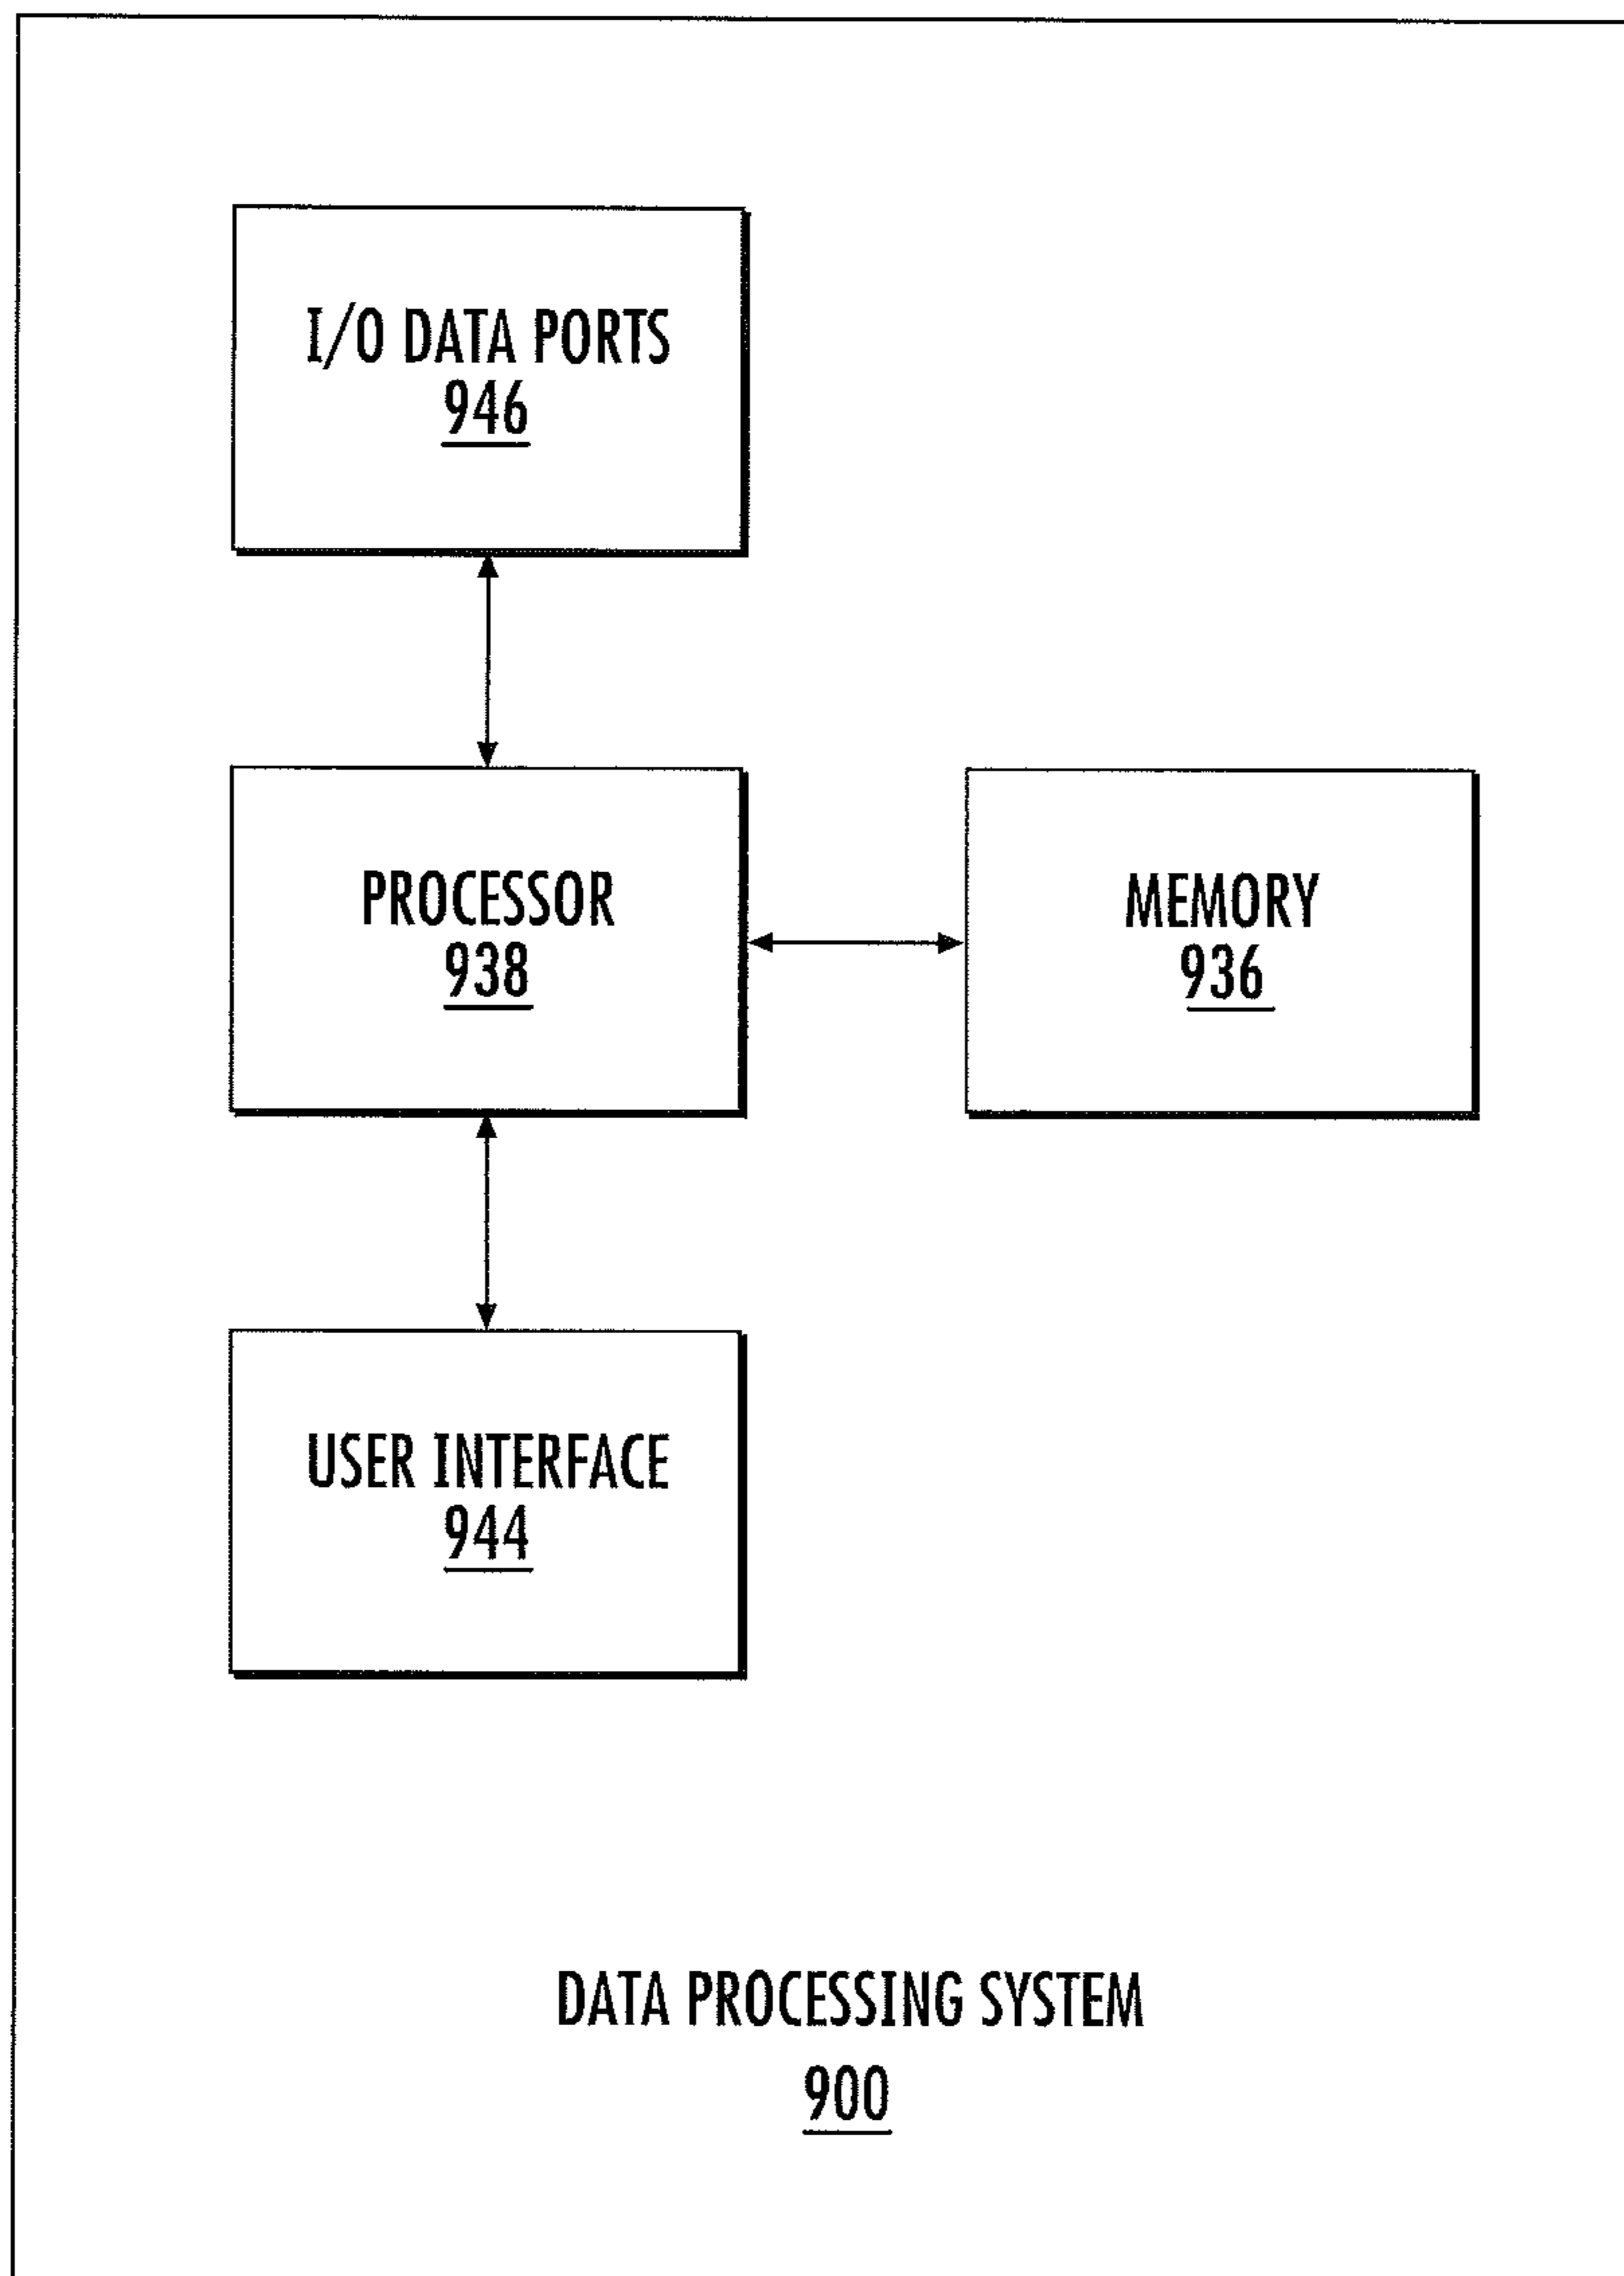 I/O DATA PORTS
946
PROCESSOR
938
MEMORY
936
USER INTERFACE
944
DATA PROCESSING SYSTEM
900